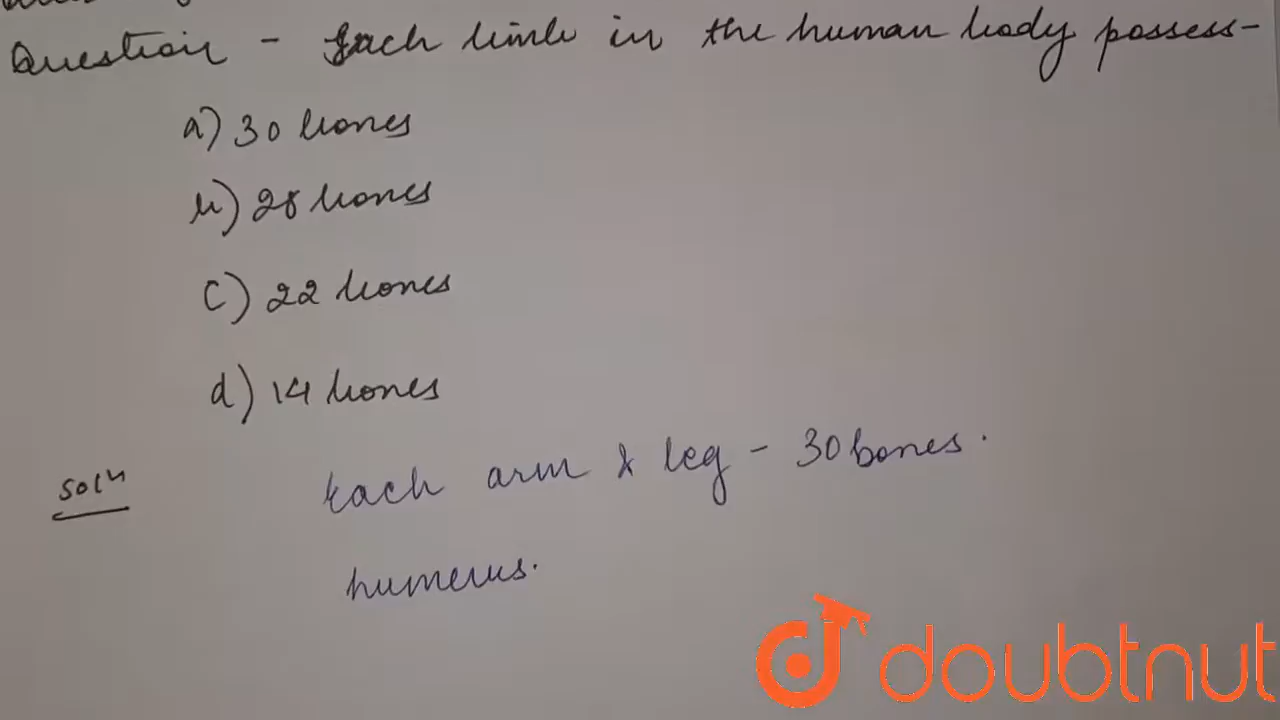 Question - Each limb in the human body possess-
a) 30 bones
b) 28 bones
c) 22 bones
d) 14 bones
Soln
Each arm & leg - 30 bones.
humerus.
doubtnut